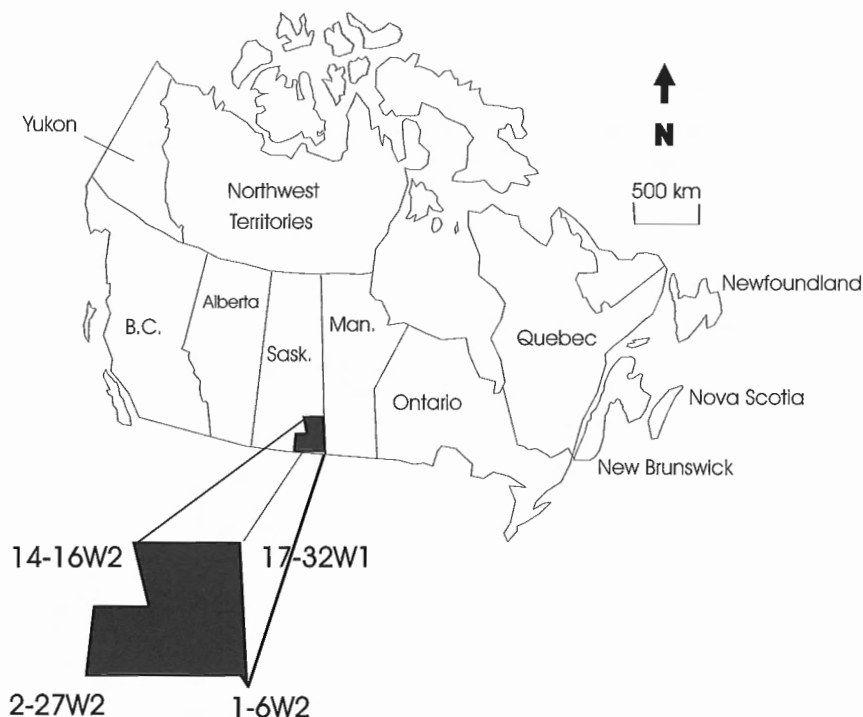 Yukon
N
500 km
Northwest
Territories
Newfoundland
B.C.
Alberta
Sask.
Man.
Ontario
Quebec
Nova Scotia
New Brunswick
14-16W2
17-32W1
2-27W2
1-6W2